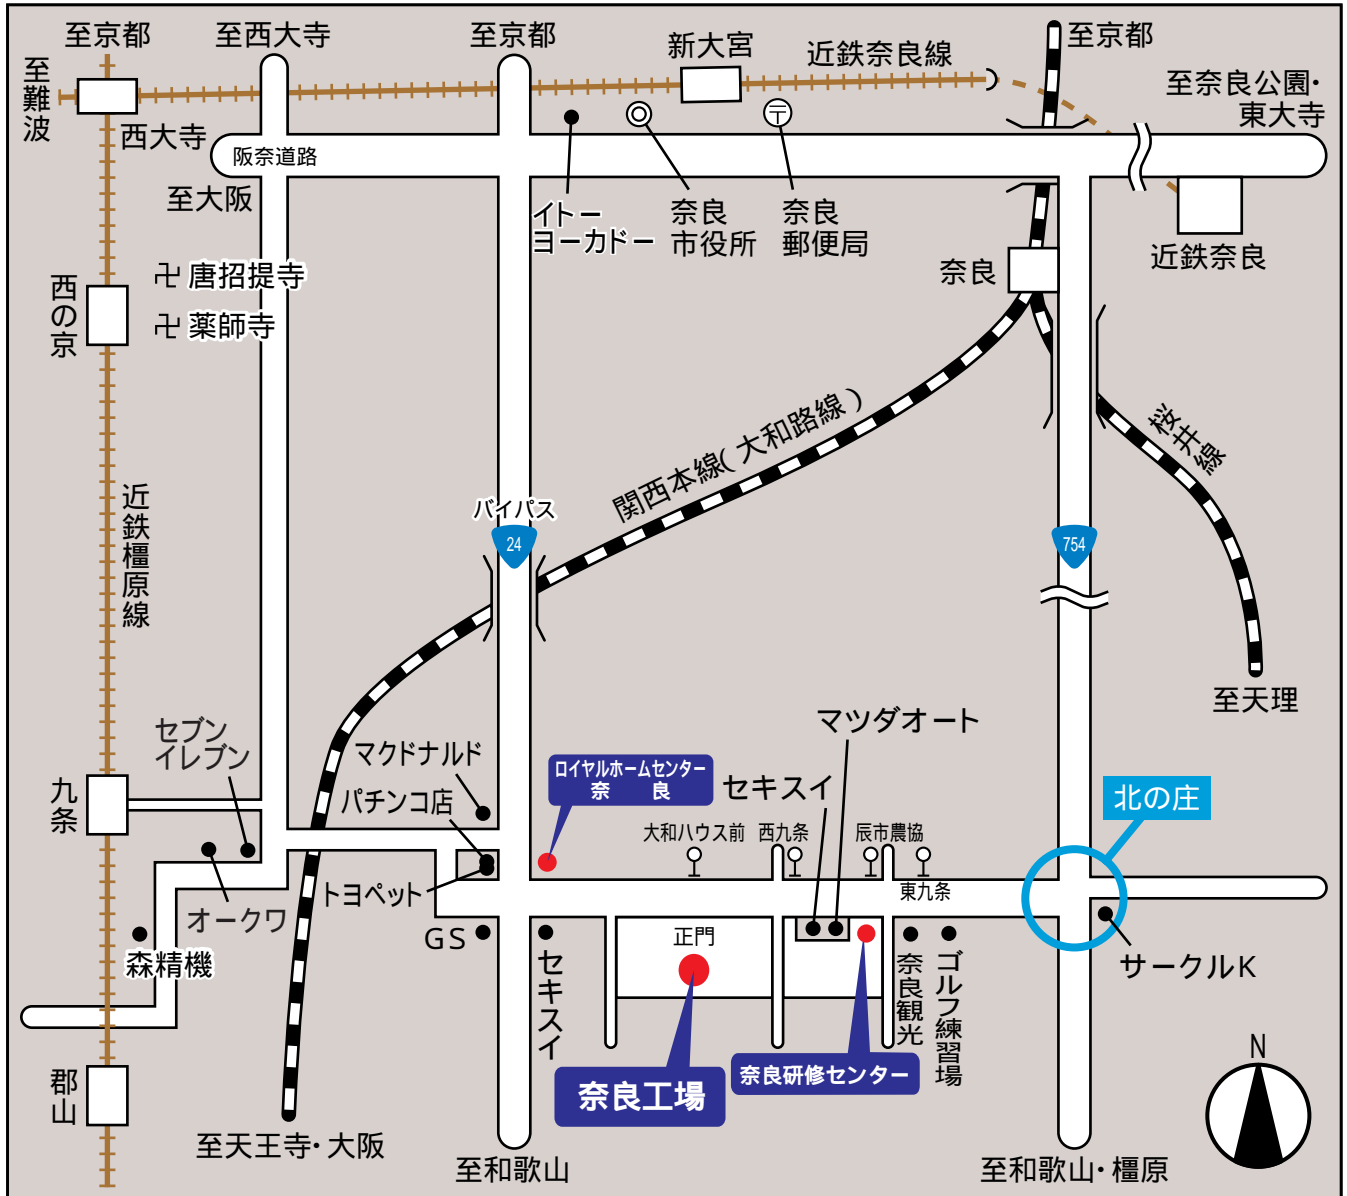 至京都
至西大寺
至京都
新大宮
近鉄奈良線
至京都
至難波
至奈良公園・
東大寺
西大寺
阪奈道路
至大阪
イトー
ヨーカドー
奈良
市役所
奈良
郵便局
〒
近鉄奈良
奈良
卍 唐招提寺
卍 薬師寺
西の京
関西本線(大和路線)
桜井線
近鉄橿原線
バイパス
24
754
至天理
セブン
イレブン
マクドナルド
パチンコ店
ロイヤルホームセンター
奈 良
セキスイ
マツダオート
北の庄
九条
大和ハウス前
西九条
辰市農協
東九条
トヨペット
オークワ
GS
森精機
セキスイ
正門
奈良観光
ゴルフ練習場
サークルK
郡山
奈良工場
奈良研修センター
N
至天王寺・大阪
至和歌山
至和歌山・橿原